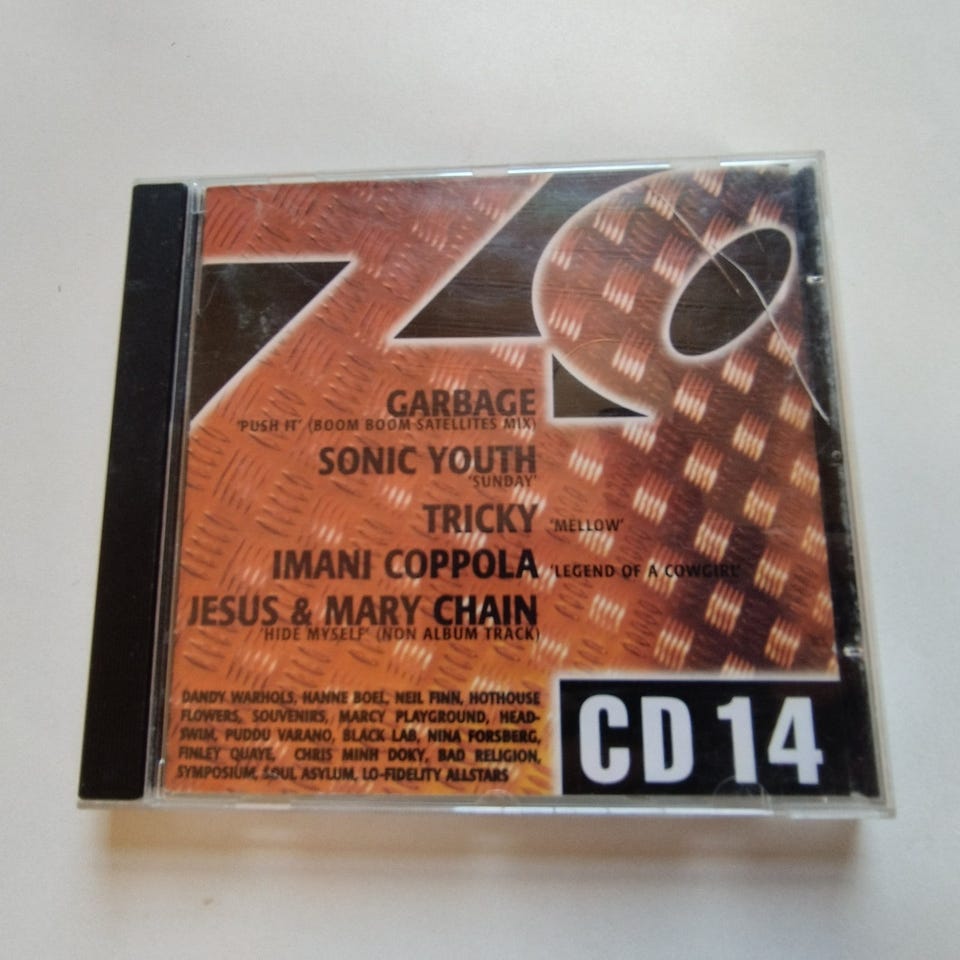 Zo
GARBAGE
'PUSH IT' (BOOM BOOM SATELLITES MIX)
SONIC YOUTH
'SUNDAY'
TRICKY 'MELLOW'
IMANI COPPOLA 'LEGEND OF A COWGIRL'
JESUS & MARY CHAIN
'HIDE MYSELF' (NON ALBUM TRACK)
DANDY WARHOLS, HANNE BOEL, NEIL FINN, HOTHOUSE
FLOWERS, SOUVENIRS, MARCY PLAYGROUND, HEAD-
SWIM, PUDDU VARANO, BLACK LAB, NINA FORSBERG,
FINLEY QUAYE, CHRIS MINH DOKY, BAD RELIGION,
SYMPOSIUM, SOUL ASYLUM, LO-FIDELITY ALLSTARS
CD 14